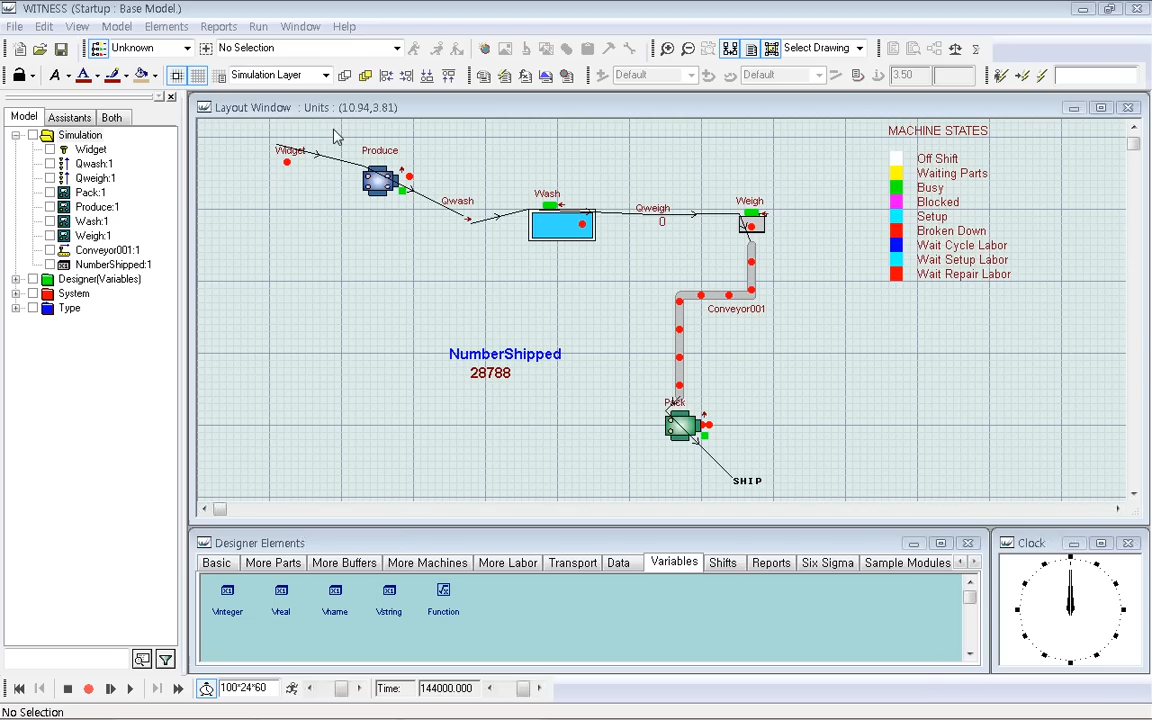 WITNESS (Startup : Base Model.)
File Edit View Model Elements Reports Run Window Help
Unknown No Selection Select Drawing
A A Simulation Layer Default Default 3.50
Model Assistants Both
Simulation
Widget
Qwash:1
Qweigh:1
Pack:1
Produce:1
Wash:1
Weigh:1
Conveyor001:1
NumberShipped:1
Designer(Variables)
System
Type
Layout Window : Units : (10.94,3.81)
MACHINE STATES
Off Shift
Waiting Parts
Busy
Blocked
Setup
Broken Down
Wait Cycle Labor
Wait Setup Labor
Wait Repair Labor
Widget Produce
Qwash Wash Qweigh Weigh
0
Conveyor001
NumberShipped
28788
Pack
SHIP
Designer Elements
Basic More Parts More Buffers More Machines More Labor Transport Data Variables Shifts Reports Six Sigma Sample Modules
Vinteger Vreal Vname Vstring Function
Clock
100*24*60 Time: 144000.000
No Selection